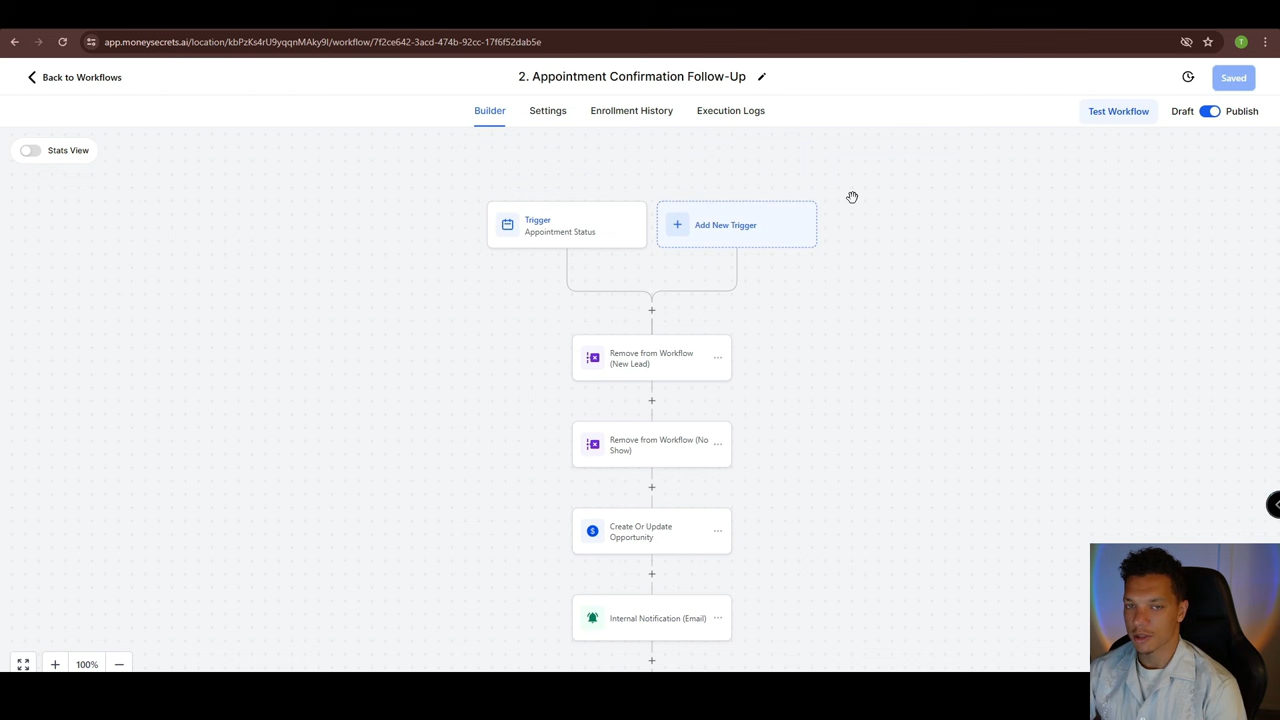 app.moneysecrets.ai/location/kbPzKs4rU9yqqnMAky9I/workflow/7f2ce642-3acd-474b-92cc-17f6f52dab5e
T
Back to Workflows
2. Appointment Confirmation Follow-Up
Saved
Builder
Settings
Enrollment History
Execution Logs
Test Workflow
Draft
Publish
Stats View
Trigger
Appointment Status
Add New Trigger
Remove from Workflow
(New Lead)
Remove from Workflow (No
Show)
Create Or Update
Opportunity
Internal Notification (Email)
100%